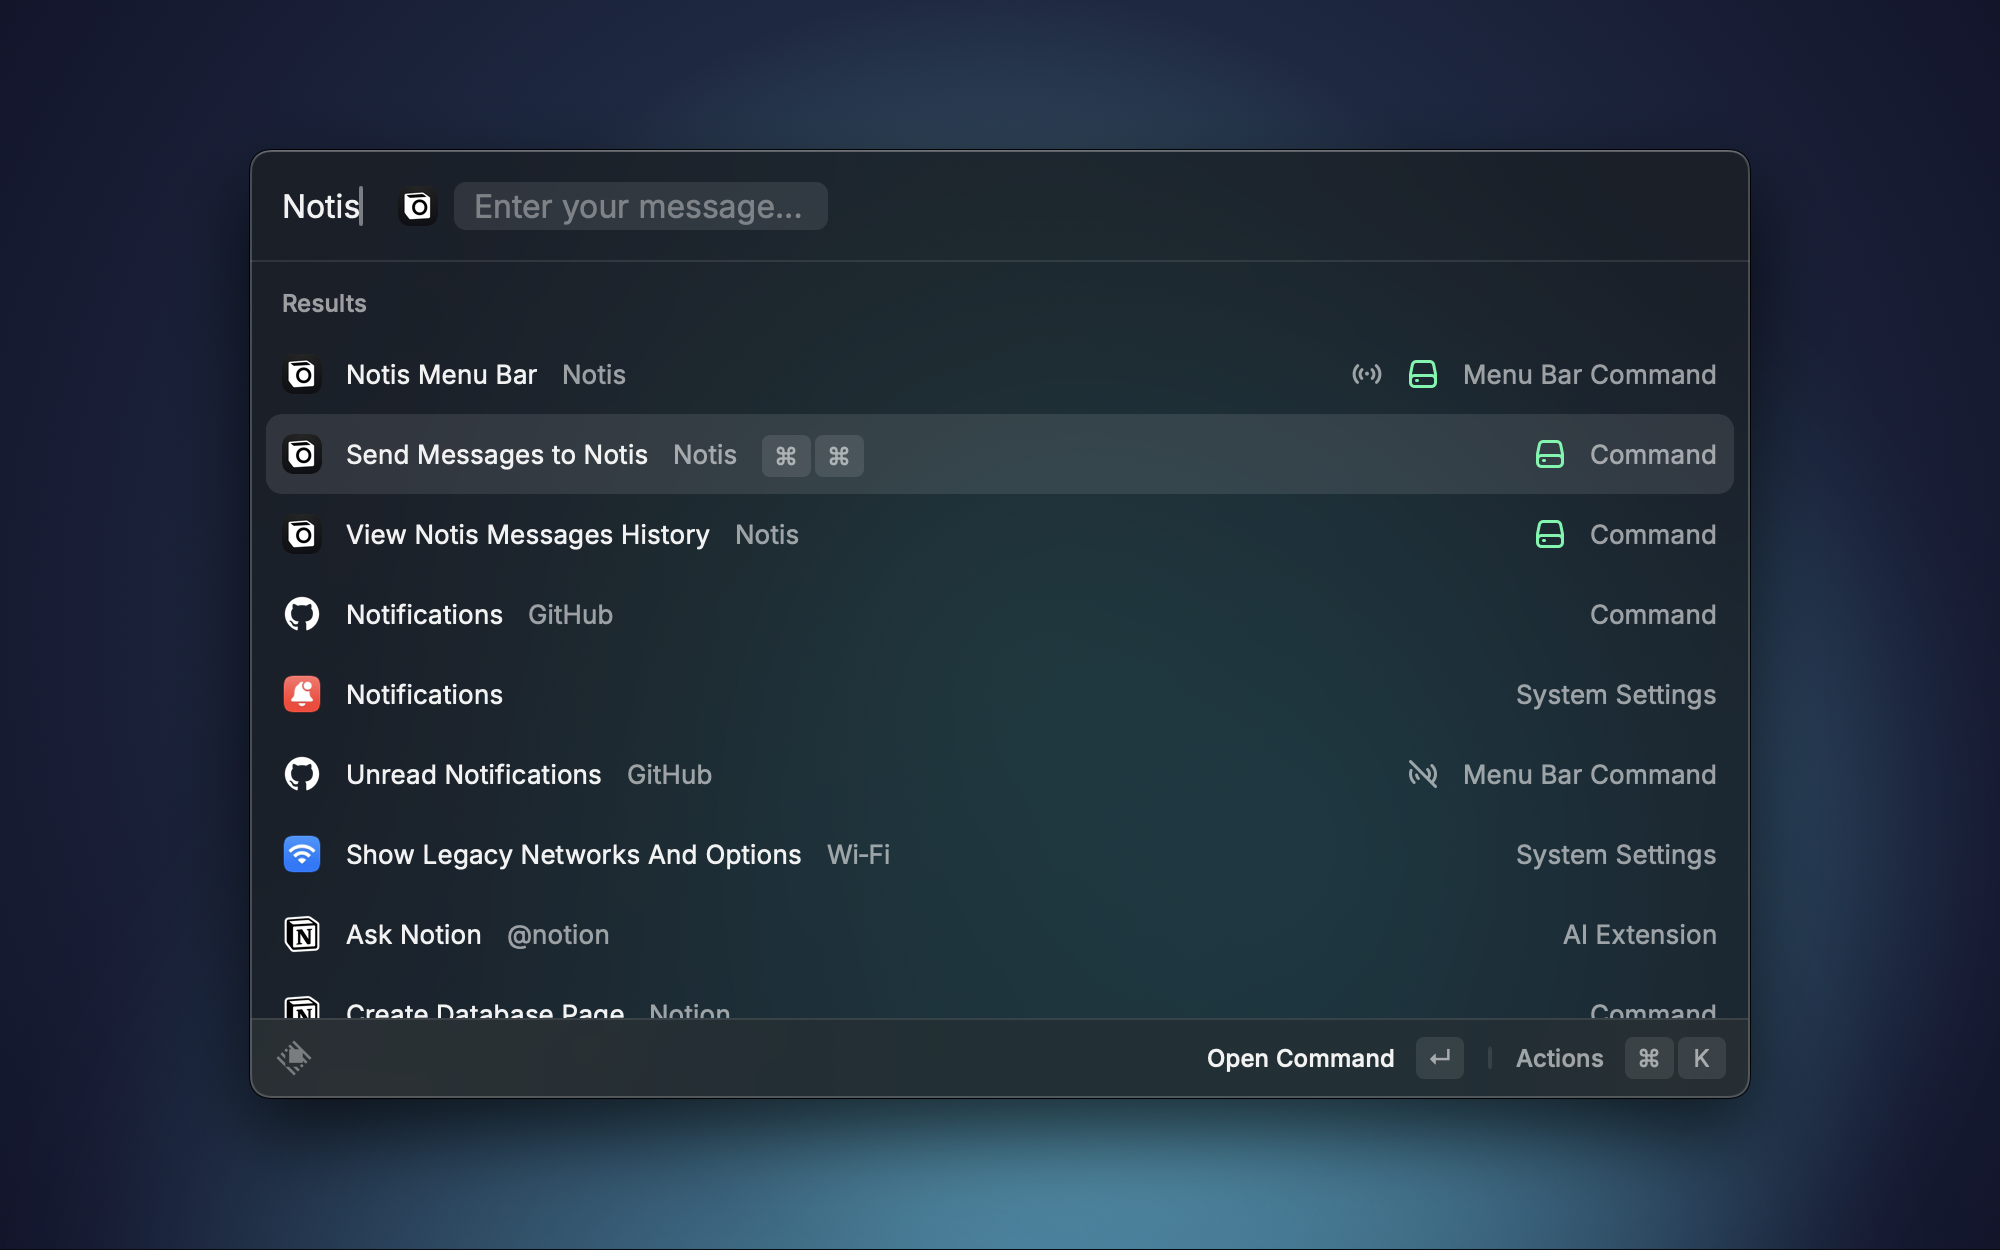 Notis Enter your message...
Results
Notis Menu Bar Notis Menu Bar Command
Send Messages to Notis Notis ⌘ ⌘ Command
View Notis Messages History Notis Command
Notifications GitHub Command
Notifications System Settings
Unread Notifications GitHub Menu Bar Command
Show Legacy Networks And Options Wi-Fi System Settings
Ask Notion @notion AI Extension
Create Database Page Notion Command
Open Command ↵ Actions ⌘ K